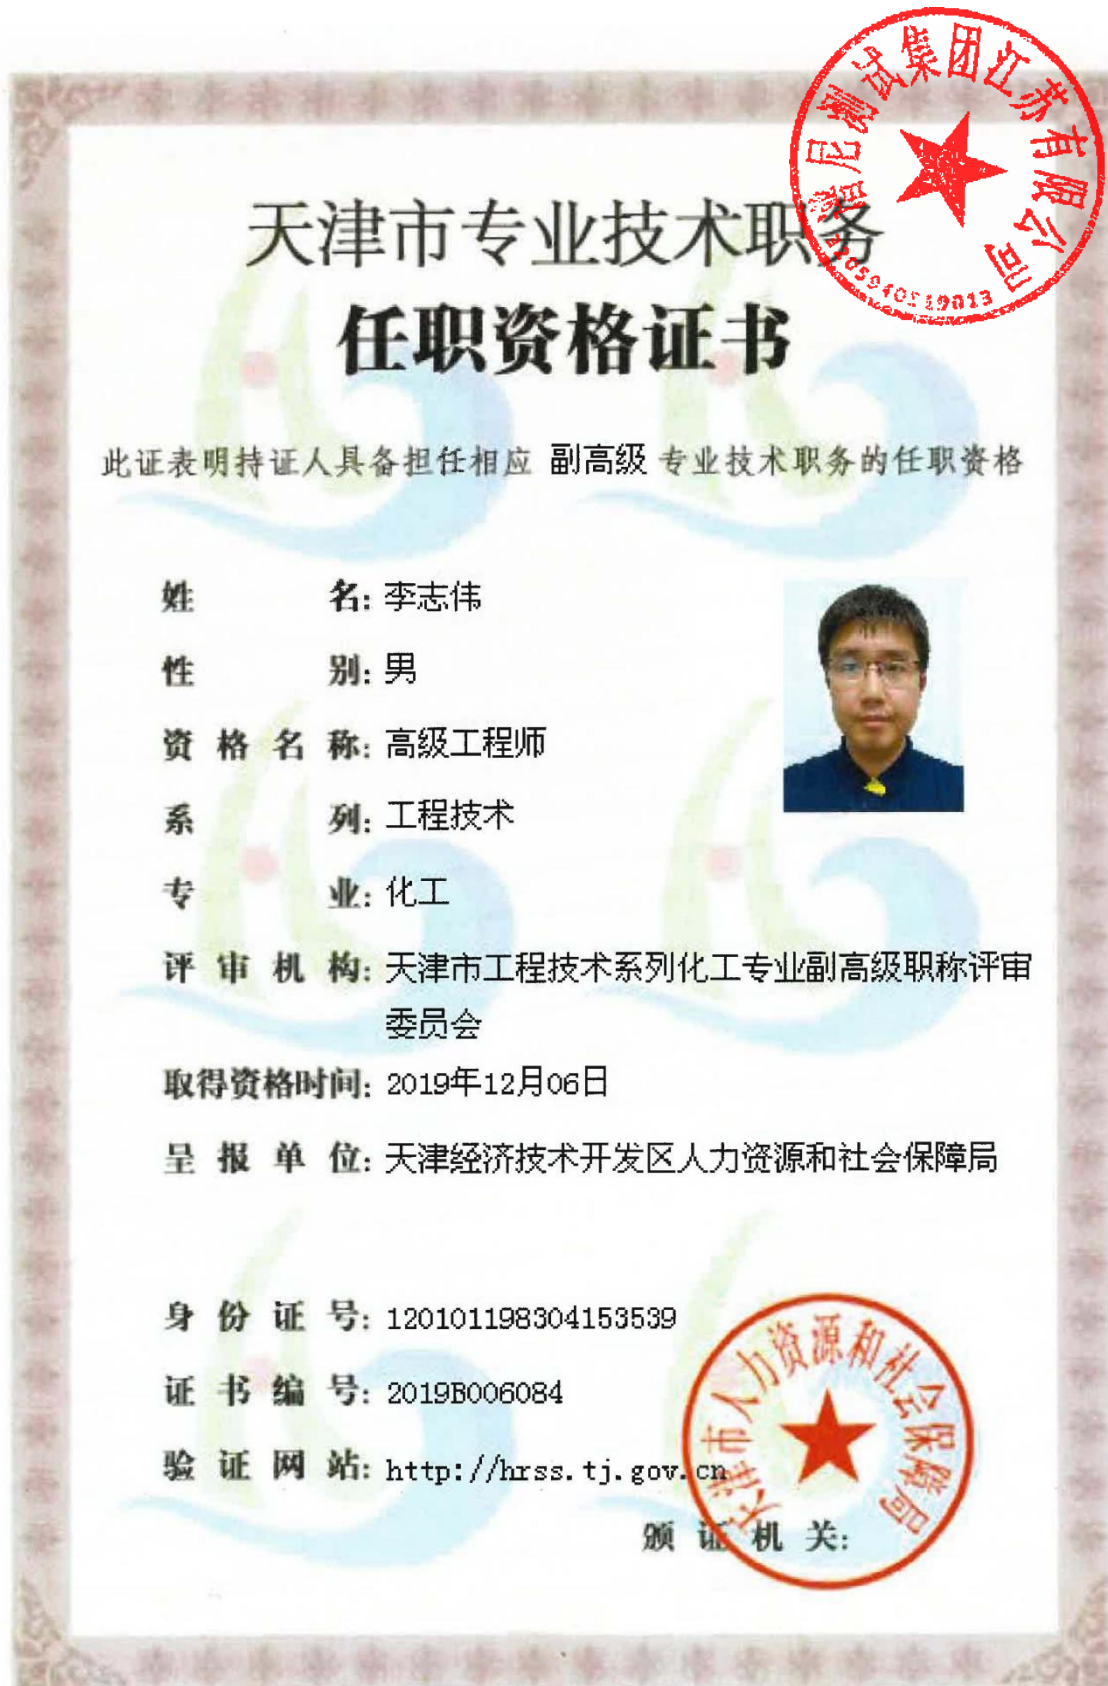 天津市专业技术职务
任职资格证书
此证表明持证人具备担任相应 副高级 专业技术职务的任职资格
姓名: 李志伟
性别: 男
资格名称: 高级工程师
系列: 工程技术
专业: 化工
评审机构: 天津市工程技术系列化工专业副高级职称评审
委员会
取得资格时间: 2019年12月06日
呈报单位: 天津经济技术开发区人力资源和社会保障局
身份证号: 120101198304153539
证书编号: 2019B006084
验证网站: http://hrss.tj.gov.cn
颁证机关:
天津市人力资源和社会保障局
尼测试集团江苏有限公司